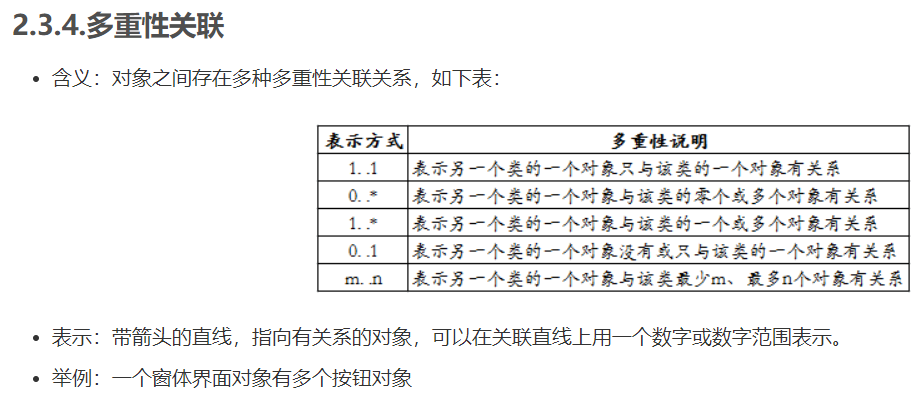 2.3.4.多重性关联
• 含义：对象之间存在多种多重性关联关系，如下表：
表示方式 多重性说明
1..1 表示另一个类的一个对象只与该类的一个对象有关系
0..* 表示另一个类的一个对象与该类的零个或多个对象有关系
1..* 表示另一个类的一个对象与该类的一个或多个对象有关系
0..1 表示另一个类的一个对象没有或只与该类的一个对象有关系
m..n 表示另一个类的一个对象与该类最少m、最多n个对象有关系
• 表示：带箭头的直线，指向有关系的对象，可以在关联直线上用一个数字或数字范围表示。
• 举例：一个窗体界面对象有多个按钮对象